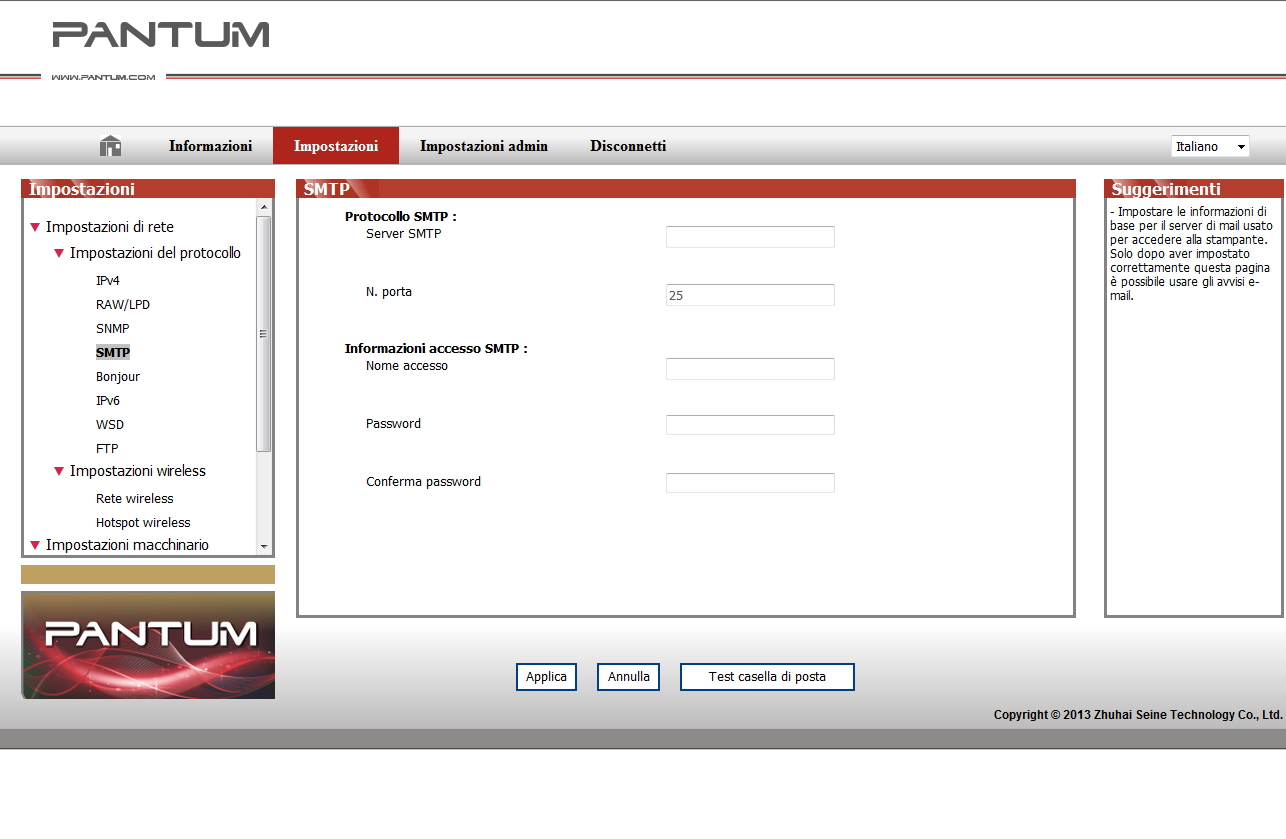 PANTUM
WWW.PANTUM.COM
Informazioni
Impostazioni
Impostazioni admin
Disconnetti
Italiano
Impostazioni
Impostazioni di rete
Impostazioni del protocollo
IPv4
RAW/LPD
SNMP
SMTP
Bonjour
IPv6
WSD
FTP
Impostazioni wireless
Rete wireless
Hotspot wireless
Impostazioni macchinario
PANTUM
SMTP
Protocollo SMTP :
Server SMTP
N. porta
25
Informazioni accesso SMTP :
Nome accesso
Password
Conferma password
Applica
Annulla
Test casella di posta
Suggerimenti
- Impostare le informazioni di
base per il server di mail usato
per accedere alla stampante.
Solo dopo aver impostato
correttamente questa pagina
è possibile usare gli avvisi e-
mail.
Copyright © 2013 Zhuhai Seine Technology Co., Ltd.